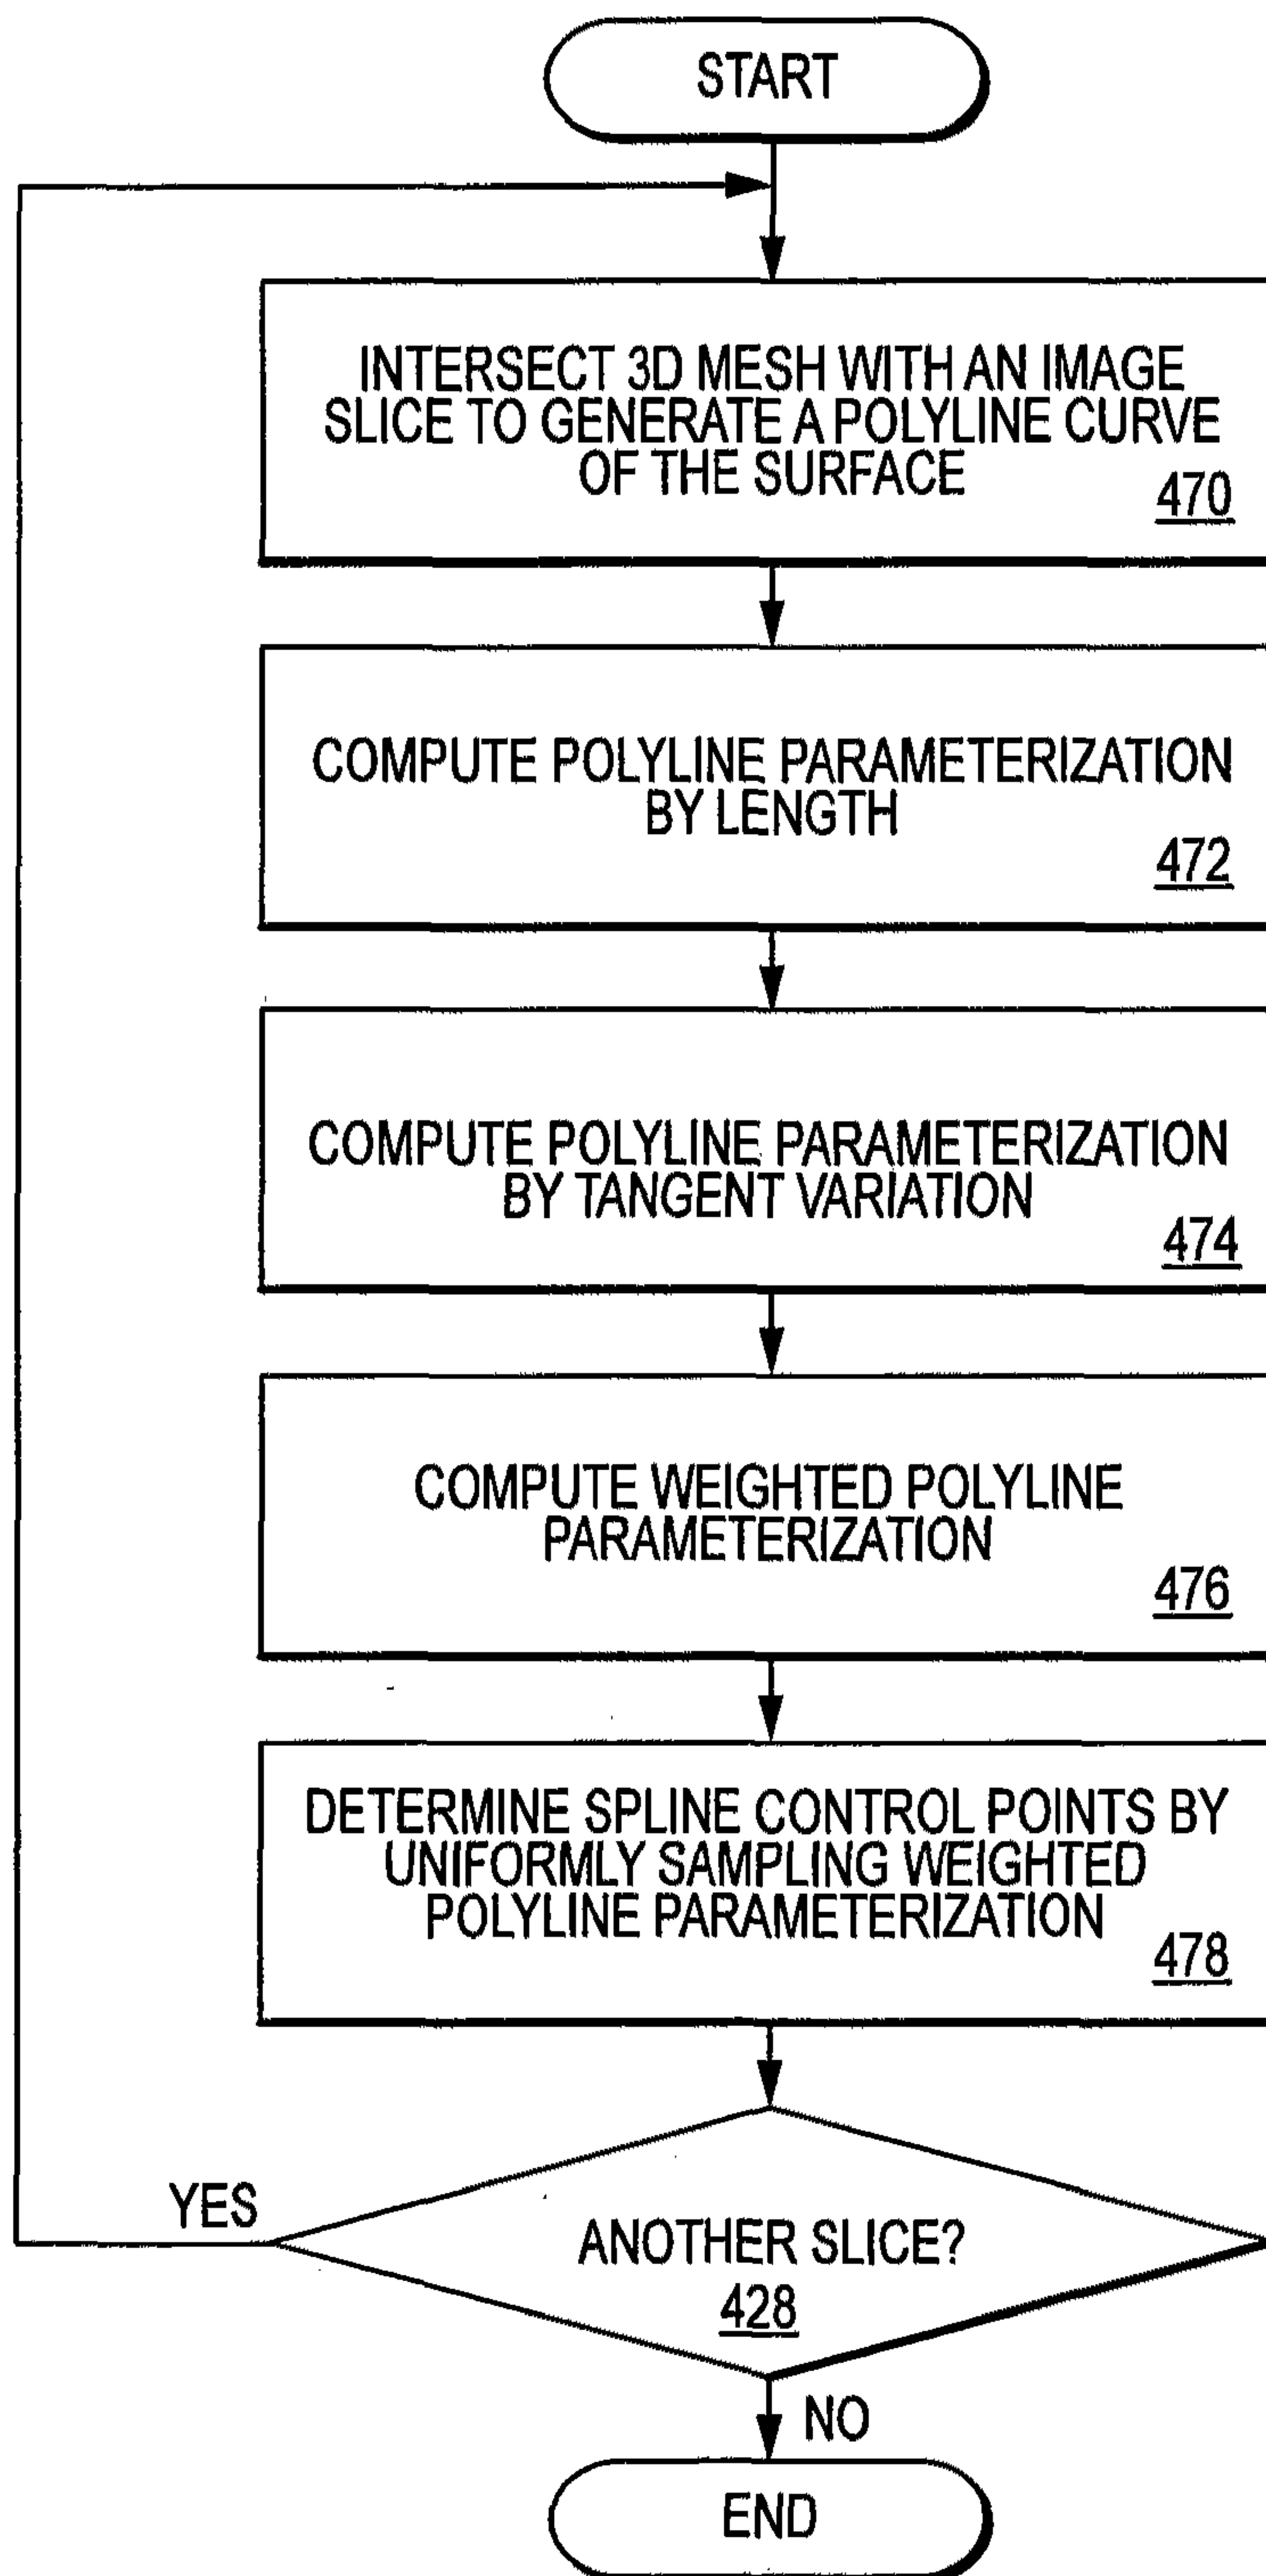 START
INTERSECT 3D MESH WITH AN IMAGE
SLICE TO GENERATE A POLYLINE CURVE
OF THE SURFACE
470
COMPUTE POLYLINE PARAMETERIZATION
BY LENGTH
472
COMPUTE POLYLINE PARAMETERIZATION
BY TANGENT VARIATION
474
COMPUTE WEIGHTED POLYLINE
PARAMETERIZATION
476
DETERMINE SPLINE CONTROL POINTS BY
UNIFORMLY SAMPLING WEIGHTED
POLYLINE PARAMETERIZATION
478
YES
ANOTHER SLICE?
428
NO
END